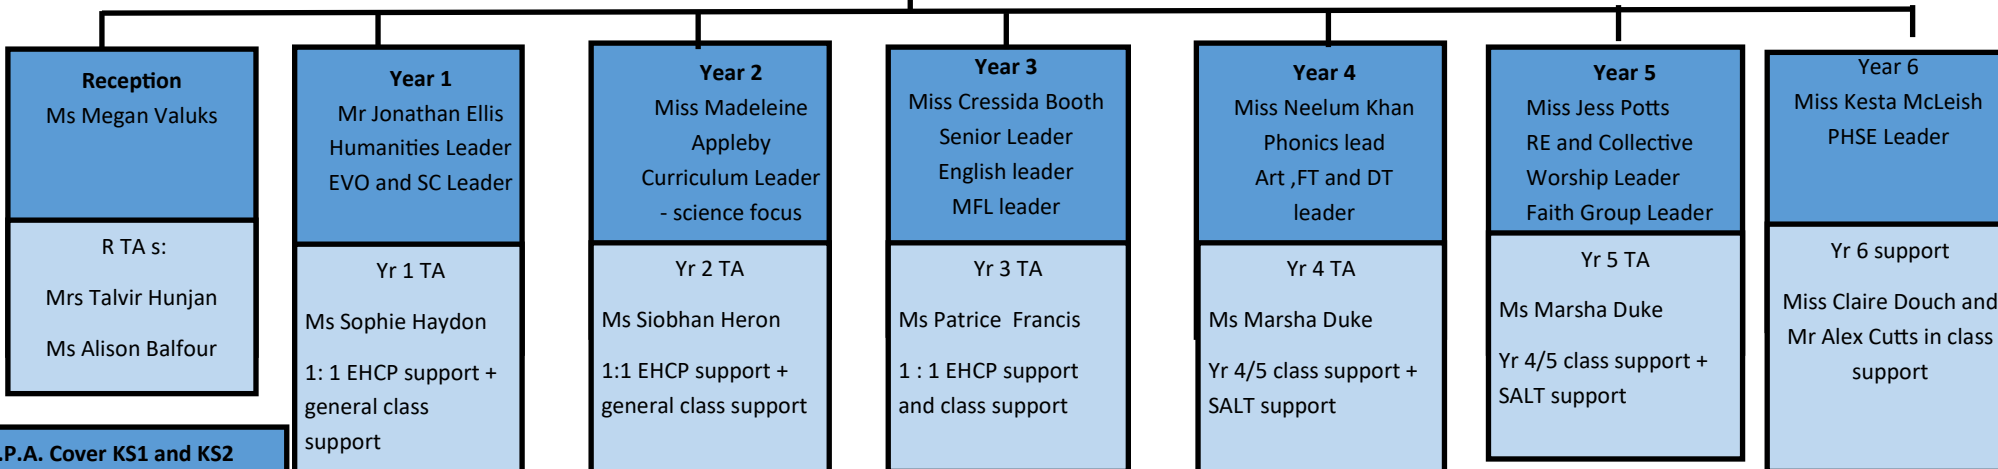 Reception
Ms Megan Valuks
R TA s:
Mrs Talvir Hunjan
Ms Alison Balfour
Year 1
Mr Jonathan Ellis
Humanities Leader
EVO and SC Leader
Yr 1 TA
Ms Sophie Haydon
1: 1 EHCP support +
general class
support
Year 2
Miss Madeleine
Appleby
Curriculum Leader
- science focus
Yr 2 TA
Ms Siobhan Heron
1:1 EHCP support +
general class support
Year 3
Miss Cressida Booth
Senior Leader
English leader
MFL leader
Yr 3 TA
Ms Patrice  Francis
1 : 1 EHCP support
and class support
Year 4
Miss Neelum Khan
Phonics lead
Art ,FT and DT
leader
Yr 4 TA
Ms Marsha Duke
Yr 4/5 class support +
SALT support
Year 5
Miss Jess Potts
RE and Collective
Worship Leader
Faith Group Leader
Yr 5 TA
Ms Marsha Duke
Yr 4/5 class support +
SALT support
Year 6
Miss Kesta McLeish
PHSE Leader
Yr 6 support
Miss Claire Douch and
Mr Alex Cutts in class
support
.P.A. Cover KS1 and KS2